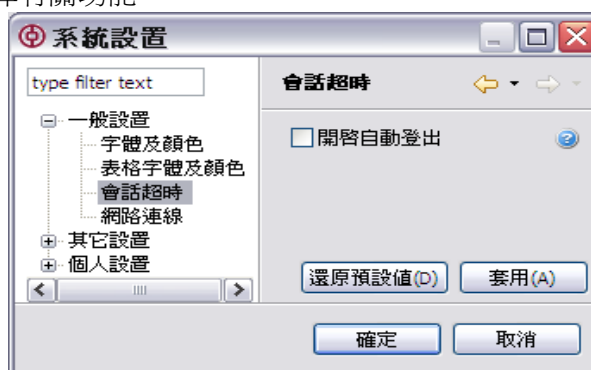 系統設置
type filter text
會話超時
一般設置
字體及顏色
表格字體及顏色
會話超時
網路連線
其它設置
個人設置
開啓自動登出
還原預設值(D)
套用(A)
確定
取消